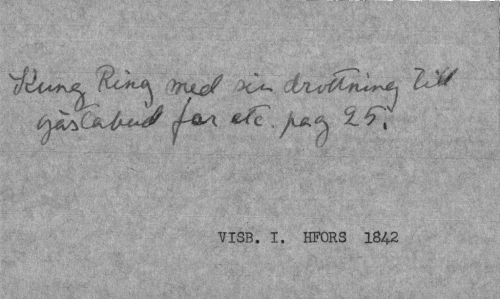 Kung Ring med sin drottning till
gästabud far etc. pag 25.
VISB. I. HFORS 1842